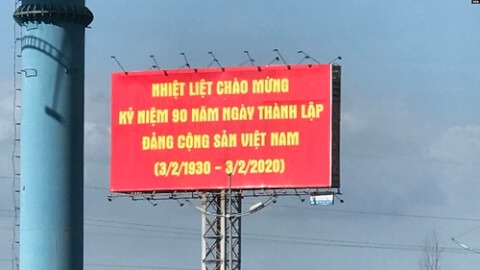 NHIỆT LIỆT CHÀO MỪNG
KỶ NIỆM 90 NĂM NGÀY THÀNH LẬP
ĐẢNG CỘNG SẢN VIỆT NAM
(3/2/1930 - 3/2/2020)